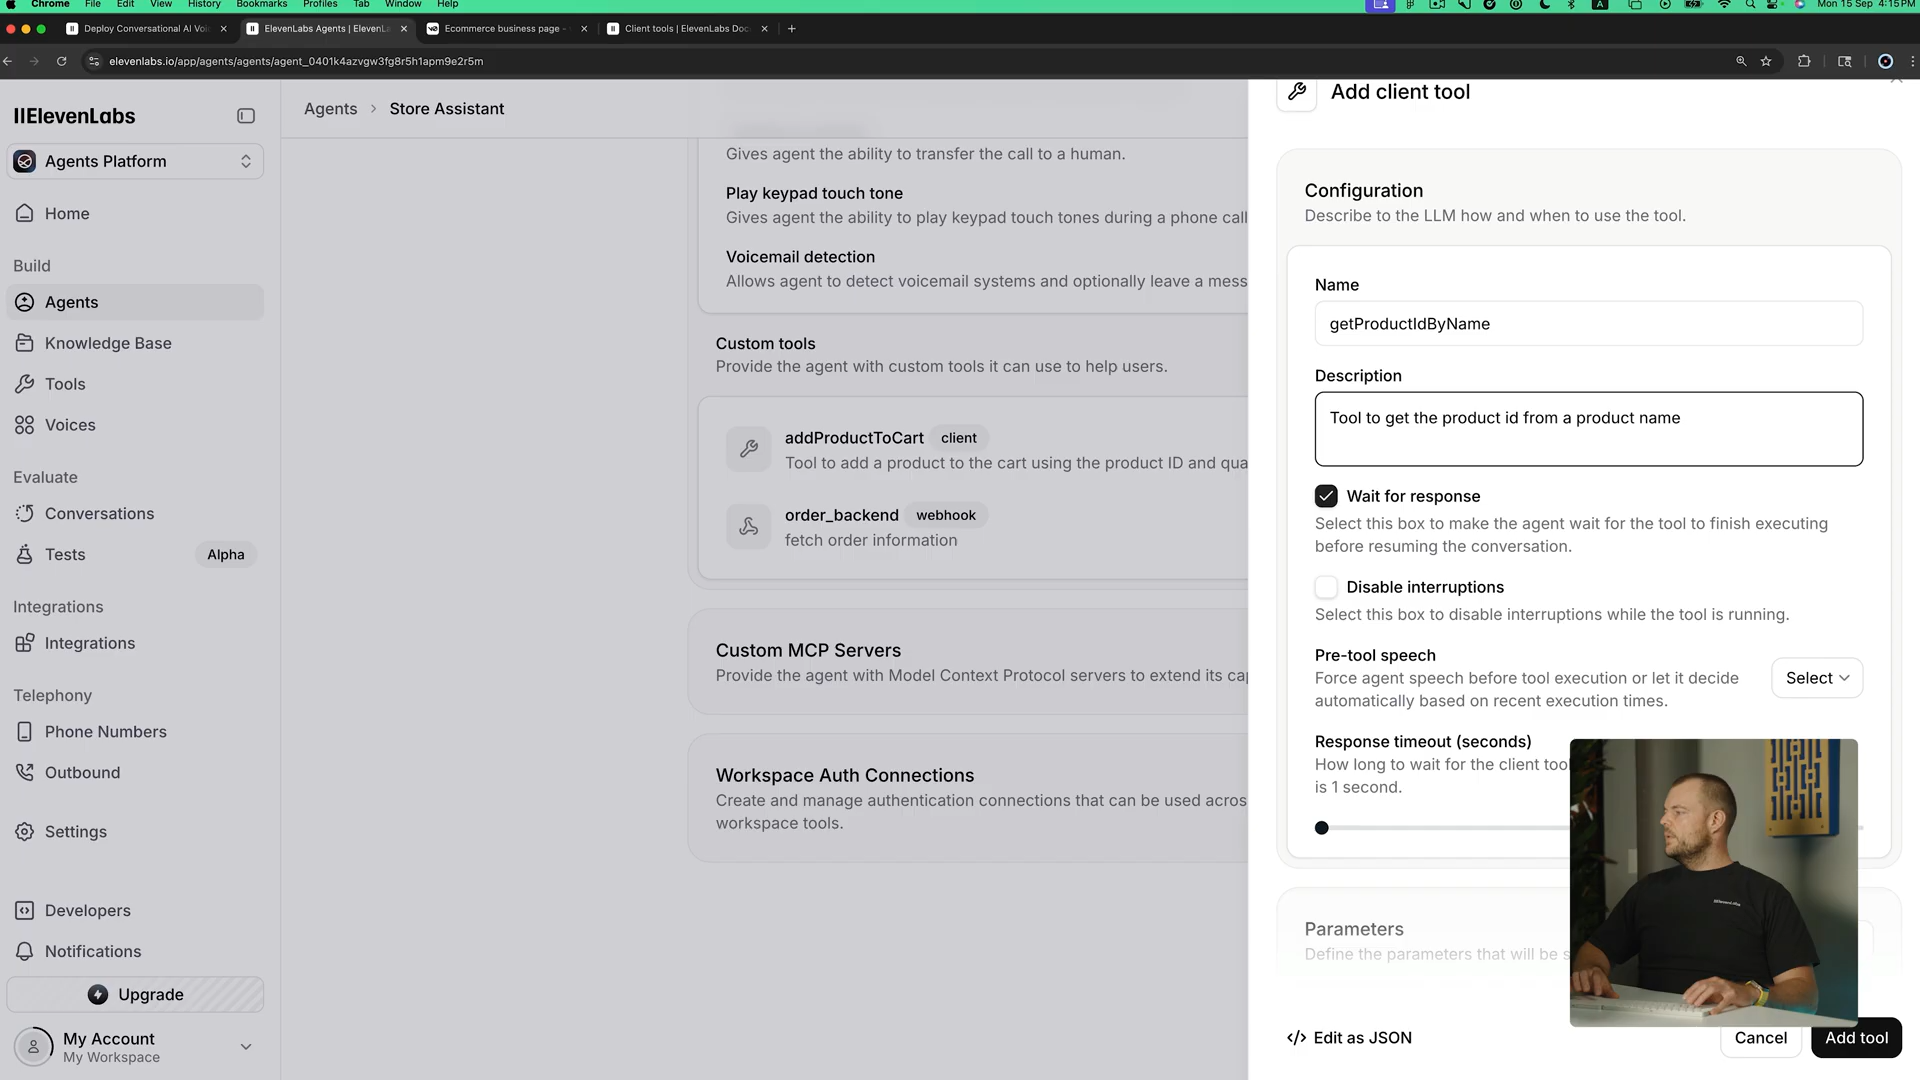 Chrome File Edit View History Bookmarks Profiles Tab Window Help
Mon 15 Sep 4:15 PM
Deploy Conversational AI Voi
ElevenLabs Agents | ElevenLa
Ecommerce business page -
Client tools | ElevenLabs Doc
elevenlabs.io/app/agents/agents/agent_0401k4azvgw3fg8r5h1apm9e2r5m
IIElevenLabs
Agents Platform
Home
Build
Agents
Knowledge Base
Tools
Voices
Evaluate
Conversations
Tests
Alpha
Integrations
Integrations
Telephony
Phone Numbers
Outbound
Settings
Developers
Notifications
Upgrade
My Account
My Workspace
Agents > Store Assistant
Gives agent the ability to transfer the call to a human.
Play keypad touch tone
Gives agent the ability to play keypad touch tones during a phone call
Voicemail detection
Allows agent to detect voicemail systems and optionally leave a mess
Custom tools
Provide the agent with custom tools it can use to help users.
addProductToCart client
Tool to add a product to the cart using the product ID and qua
order_backend webhook
fetch order information
Custom MCP Servers
Provide the agent with Model Context Protocol servers to extend its ca
Workspace Auth Connections
Create and manage authentication connections that can be used acros
workspace tools.
Add client tool
Configuration
Describe to the LLM how and when to use the tool.
Name
getProductIdByName
Description
Tool to get the product id from a product name
Wait for response
Select this box to make the agent wait for the tool to finish executing
before resuming the conversation.
Disable interruptions
Select this box to disable interruptions while the tool is running.
Pre-tool speech
Force agent speech before tool execution or let it decide
automatically based on recent execution times.
Select
Response timeout (seconds)
How long to wait for the client tool
is 1 second.
Parameters
Define the parameters that will be s
IIElevenLabs
</> Edit as JSON
Cancel
Add tool